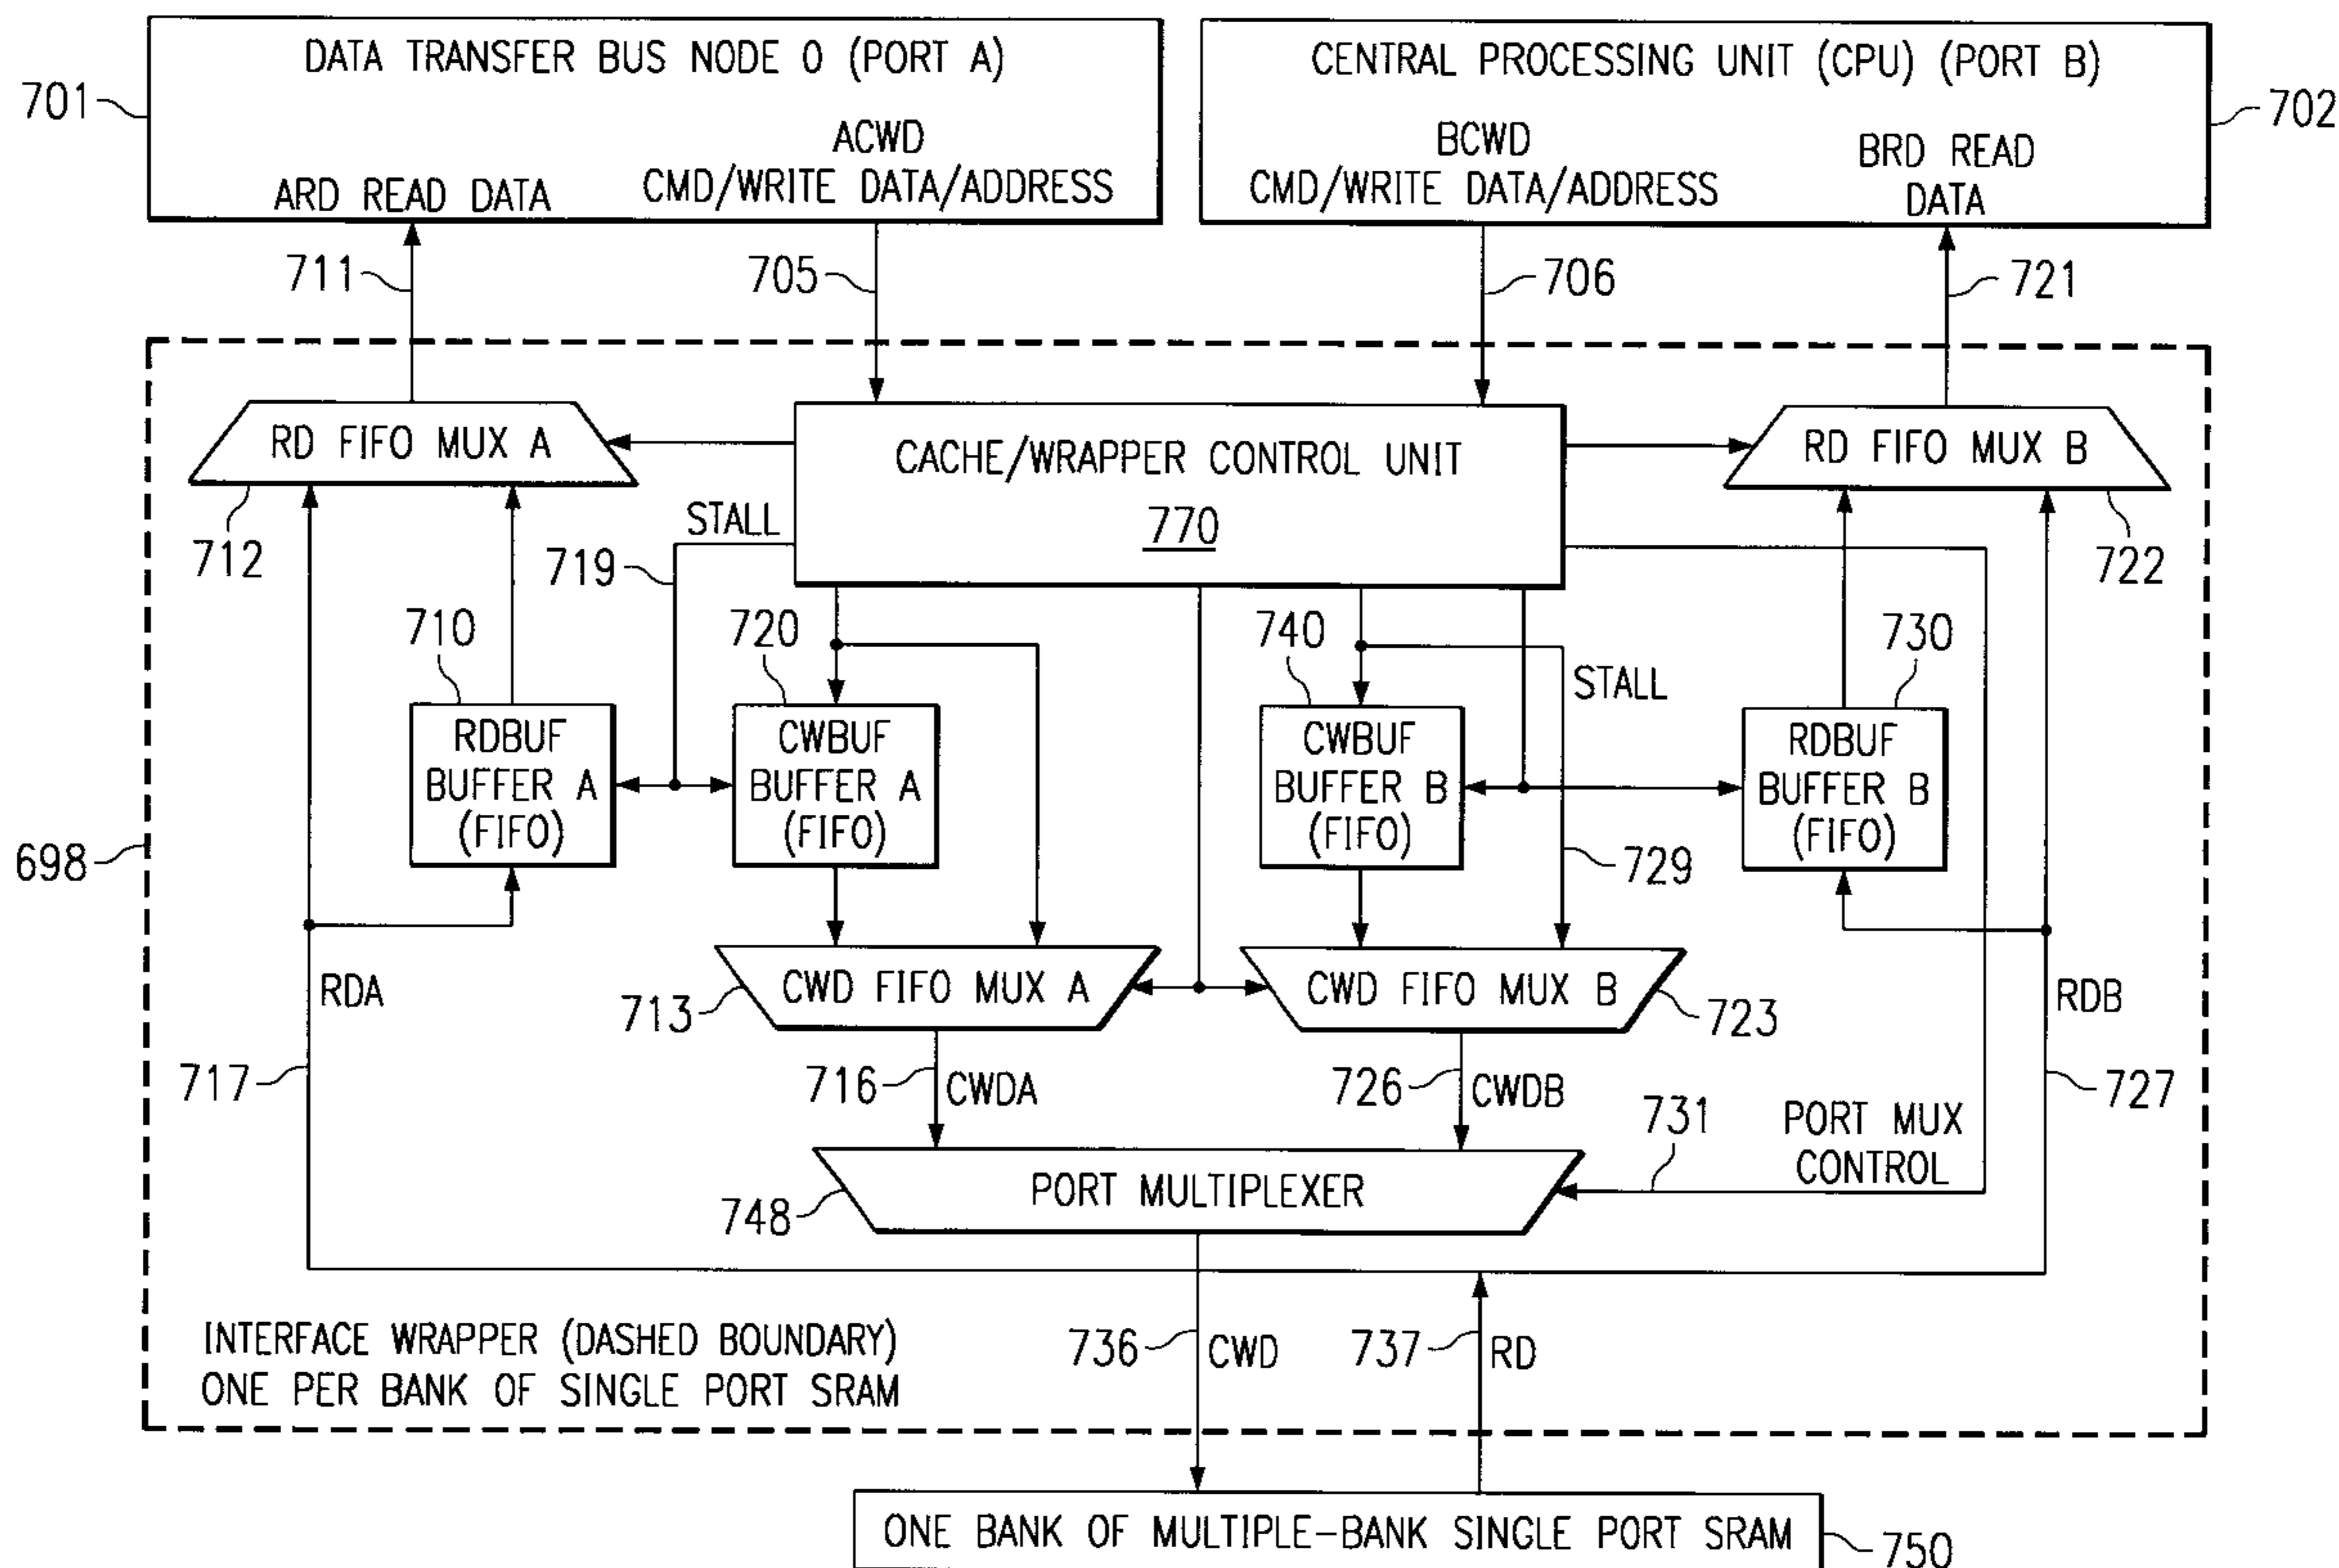 DATA TRANSFER BUS NODE 0 (PORT A)
ACWD
ARD READ DATA
CMD/WRITE DATA/ADDRESS
CENTRAL PROCESSING UNIT (CPU) (PORT B)
BCWD
CMD/WRITE DATA/ADDRESS
BRD READ
DATA
701
702
711
705
706
721
RD FIFO MUX A
CACHE/WRAPPER CONTROL UNIT
770
RD FIFO MUX B
712
STALL
719
722
710
720
740
STALL
730
RDBUF
BUFFER A
(FIFO)
CWBUF
BUFFER A
(FIFO)
CWBUF
BUFFER B
(FIFO)
RDBUF
BUFFER B
(FIFO)
698
729
RDA
713
CWD FIFO MUX A
CWD FIFO MUX B
723
RDB
717
716
CWDA
726
CWDB
731
PORT MUX
CONTROL
727
748
PORT MULTIPLEXER
INTERFACE WRAPPER (DASHED BOUNDARY)
ONE PER BANK OF SINGLE PORT SRAM
736
CWD
737
RD
ONE BANK OF MULTIPLE-BANK SINGLE PORT SRAM
750